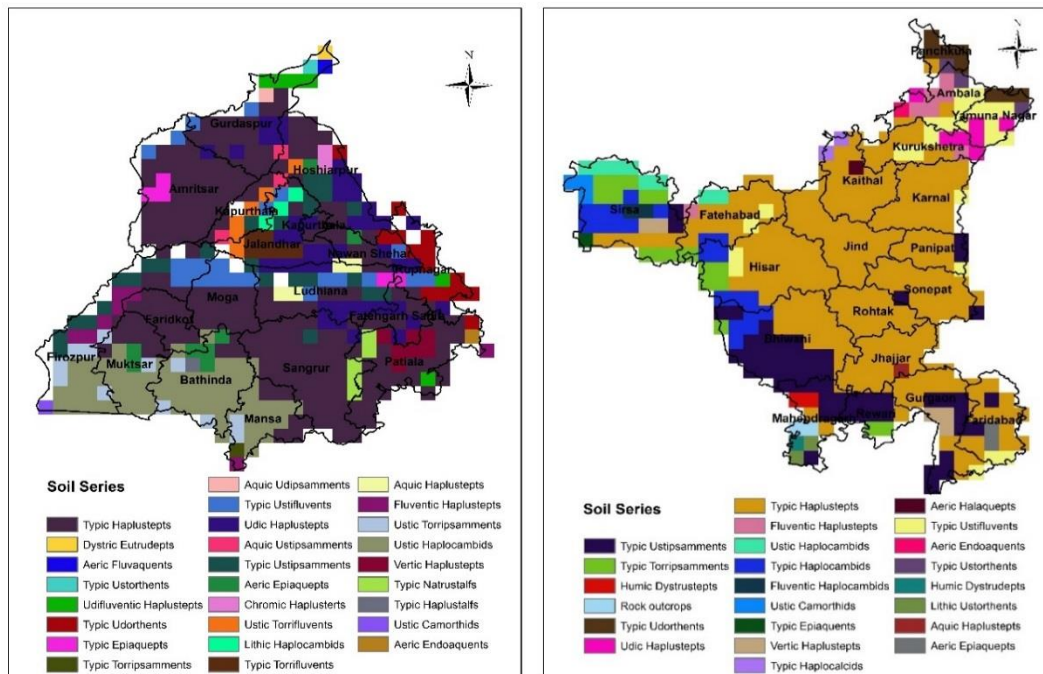 N
Gurdaspur
Hoshiarpur
Amritsar
Kapurthala
Kapurthala
Jalandhar
Nawan Shehar
Rupnagar
Ludhiana
Moga
Fatehgarh Sahib
Faridkot
Firozpur
Muktsar
Patiala
Sangrur
Bathinda
Mansa
Soil Series
Typic Haplustepts
Dystric Eutrudepts
Aeric Fluvaquents
Typic Ustorthents
Udifluventic Haplustepts
Typic Udorthents
Typic Epiaquepts
Typic Torripsamments
Aquic Udipsamments
Typic Ustifluvents
Udic Haplustepts
Aquic Ustipsamments
Typic Ustipsamments
Aeric Epiaquepts
Chromic Haplusterts
Ustic Torrifluvents
Lithic Haplocambids
Typic Torrifluvents
Aquic Haplustepts
Fluventic Haplustepts
Ustic Torripsamments
Ustic Haplocambids
Vertic Haplustepts
Typic Natrustalfs
Typic Haplustalfs
Ustic Camorthids
Aeric Endoaquents
N
Panchkula
Ambala
Yamuna Nagar
Kurukshetra
Kaithal
Karnal
Sirsa
Fatehabad
Jind
Panipat
Hisar
Sonepat
Rohtak
Bhiwani
Jhajjar
Gurgaon
Mahendragarh
Rewari
Faridabad
Soil Series
Typic Ustipsamments
Typic Torripsamments
Humic Dystrustepts
Rock outcrops
Typic Udorthents
Udic Haplustepts
Typic Haplustepts
Fluventic Haplustepts
Ustic Haplocambids
Typic Haplocambids
Fluventic Haplocambids
Ustic Camorthids
Typic Epiaquents
Vertic Haplustepts
Typic Haplocalcids
Aeric Halaquepts
Typic Ustifluvents
Aeric Endoaquents
Typic Ustorthents
Humic Dystrudepts
Lithic Ustorthents
Aquic Haplustepts
Aeric Epiaquepts